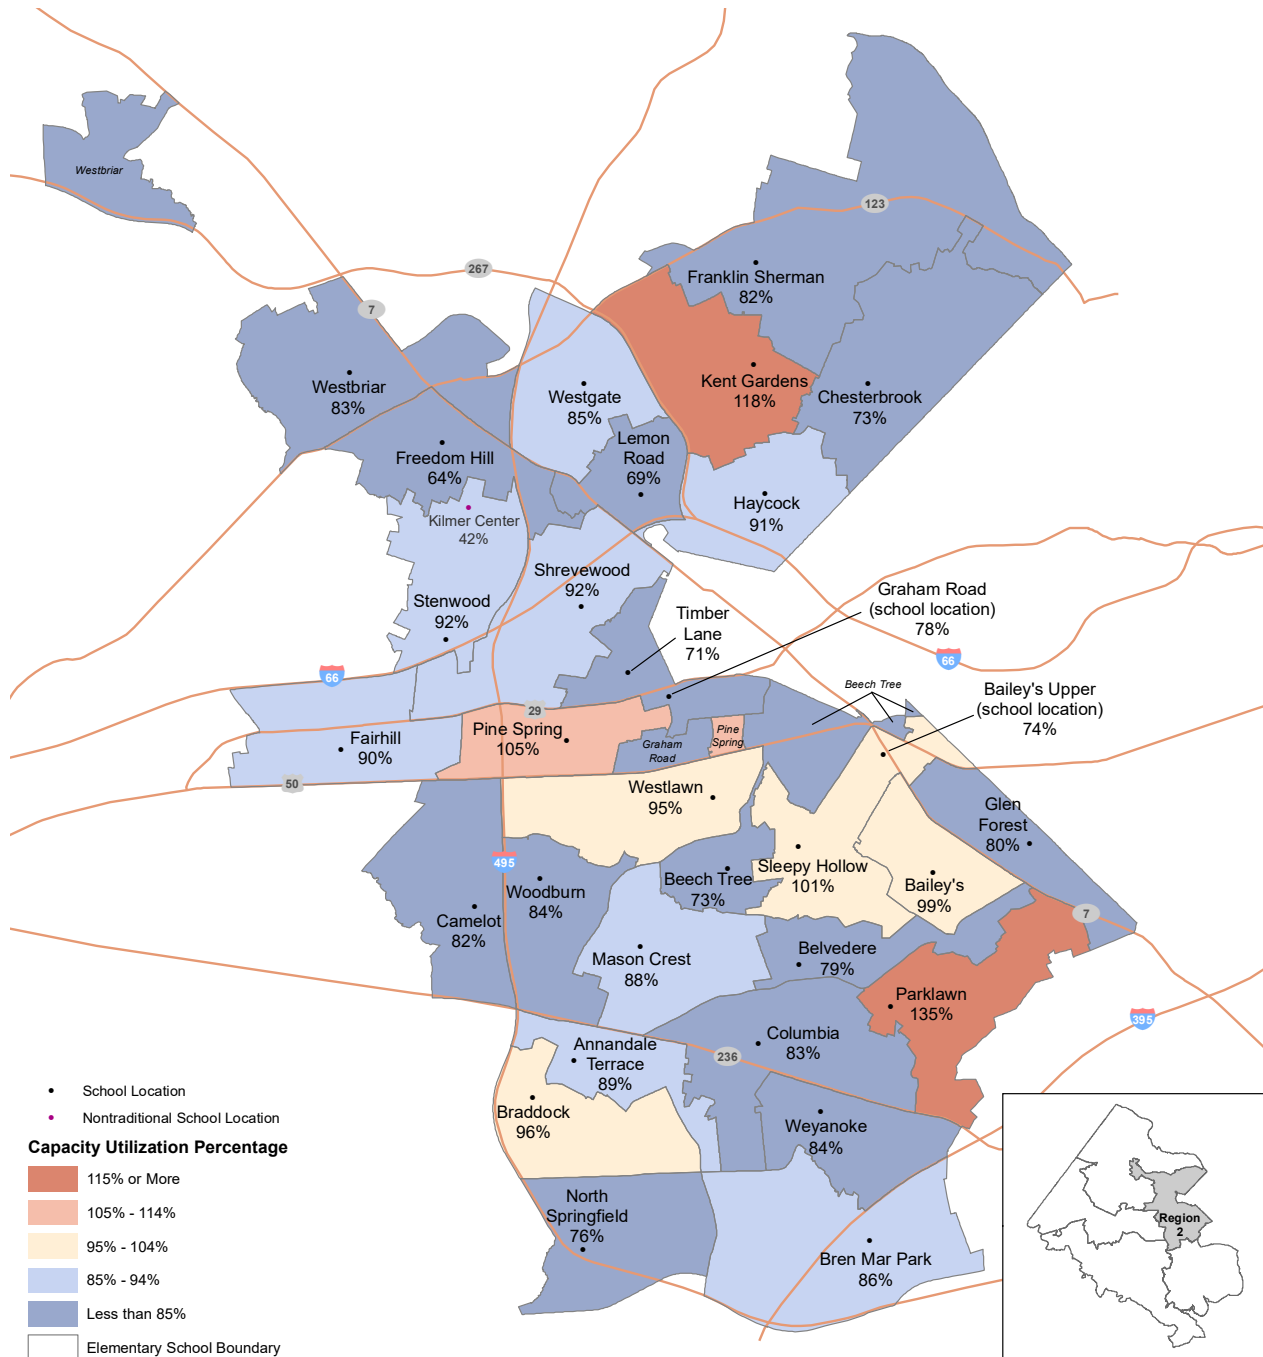 Westbriar
123
267
Franklin Sherman
82%
7
Westbriar
83%
Westgate
85%
Kent Gardens
118%
Chesterbrook
73%
Lemon
Road
69%
Freedom Hill
64%
Haycock
91%
Kilmer Center
42%
Shrevewood
92%
Stenwood
92%
Timber
Lane
71%
Graham Road
(school location)
78%
66
66
Beech Tree
Bailey's Upper
(school location)
74%
29
Pine Spring
105%
Fairhill
90%
Graham
Road
Pine
Spring
50
Westlawn
95%
Glen
Forest
80%
495
Woodburn
84%
Beech Tree
73%
Sleepy Hollow
101%
Bailey's
99%
Camelot
82%
7
Mason Crest
88%
Belvedere
79%
Parklawn
135%
395
Columbia
83%
236
Annandale
Terrace
89%
Braddock
96%
Weyanoke
84%
North
Springfield
76%
Bren Mar Park
86%
School Location
Nontraditional School Location
Capacity Utilization Percentage
115% or More
105% - 114%
95% - 104%
85% - 94%
Less than 85%
Elementary School Boundary
Region
2